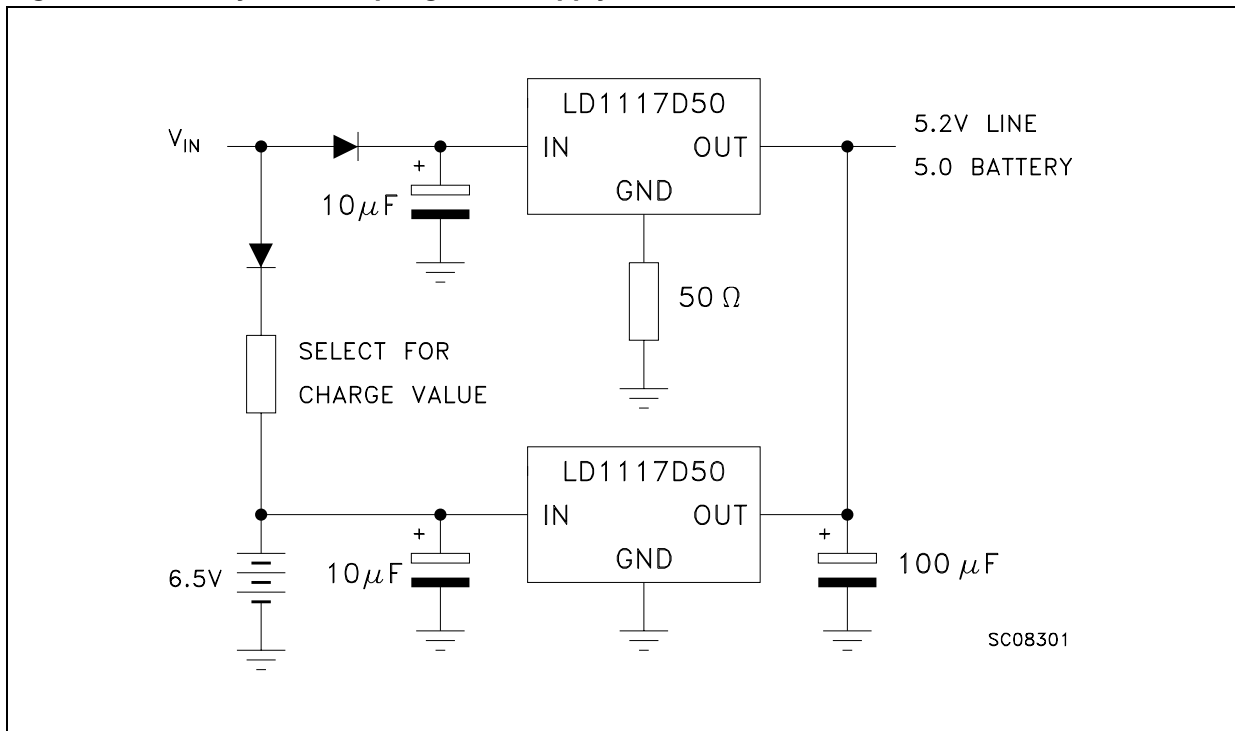 LD1117D50
V_IN
IN OUT
5.2V LINE
5.0 BATTERY
GND
+
10μF
50 Ω
SELECT FOR
CHARGE VALUE
LD1117D50
IN OUT
GND
+
+
6.5V
10μF
100 μF
SC08301